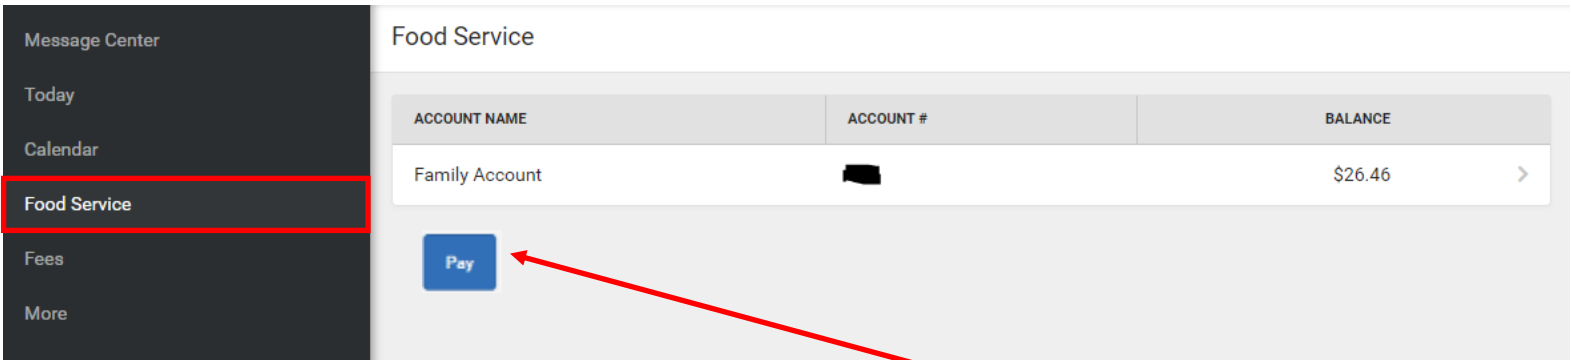 Message Center
Today
Calendar
Food Service
Fees
More
Food Service
ACCOUNT NAME ACCOUNT # BALANCE
Family Account $26.46
Pay